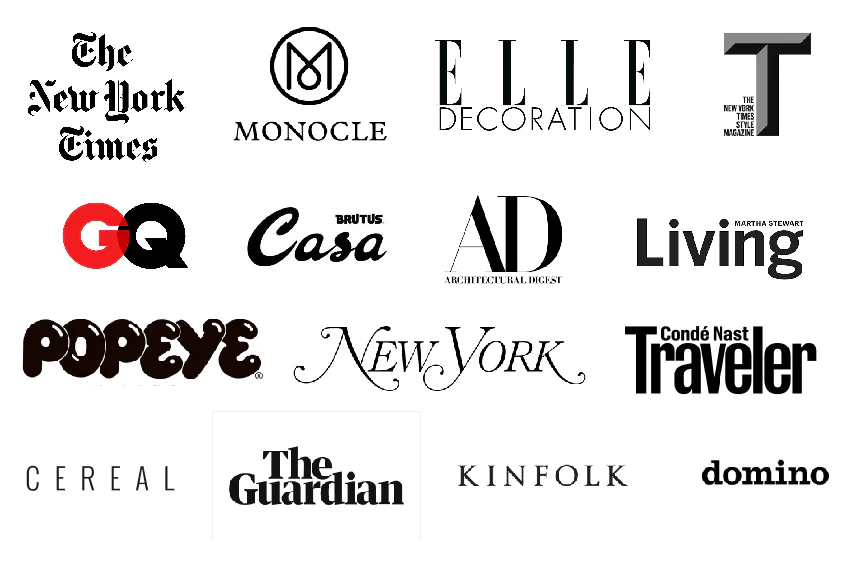 The
New York
Times
MONOCLE
ELLE
DECORATION
T
THE
NEW YORK
TIMES
STYLE
MAGAZINE
GQ
BRUTUS
Casa
AD
ARCHITECTURAL DIGEST
MARTHA STEWART
Living
POPEYE®
NEW YORK
Condé Nast
Traveler
CEREAL
The
Guardian
KINFOLK
domino